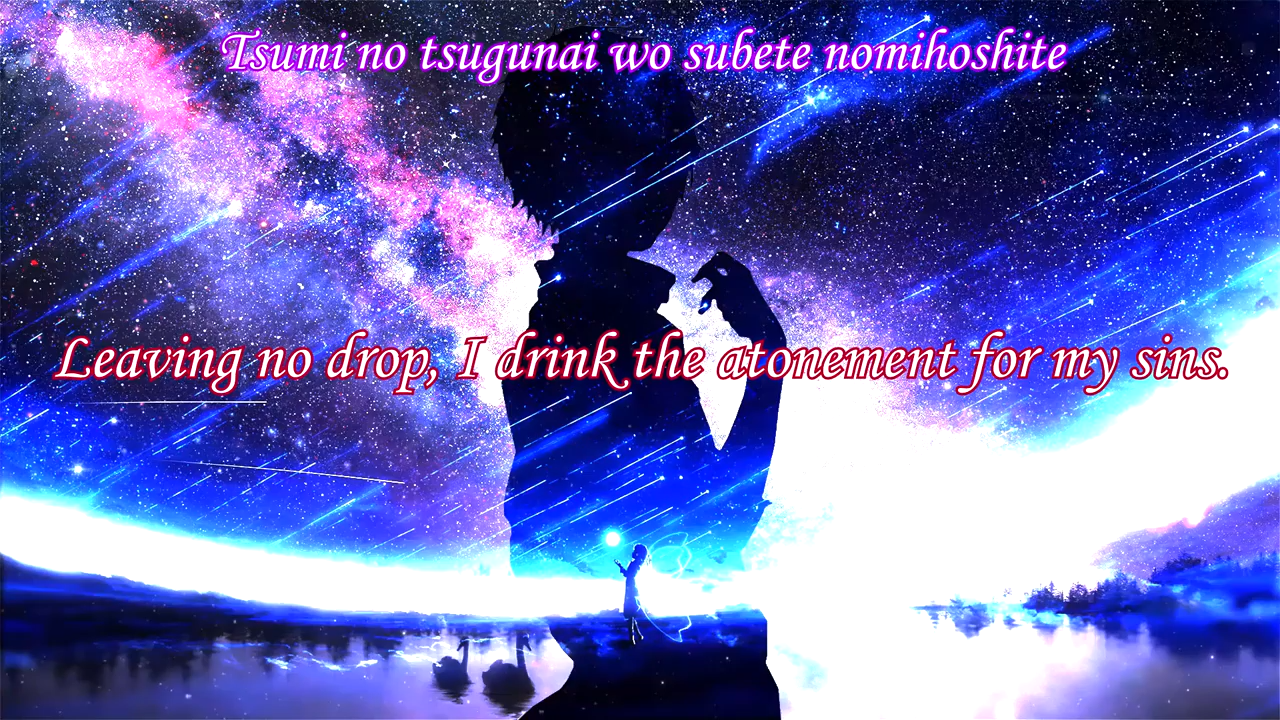 Tsumi no tsugunai wo subete nomihoshite
Leaving no drop, I drink the atonement for my sins.